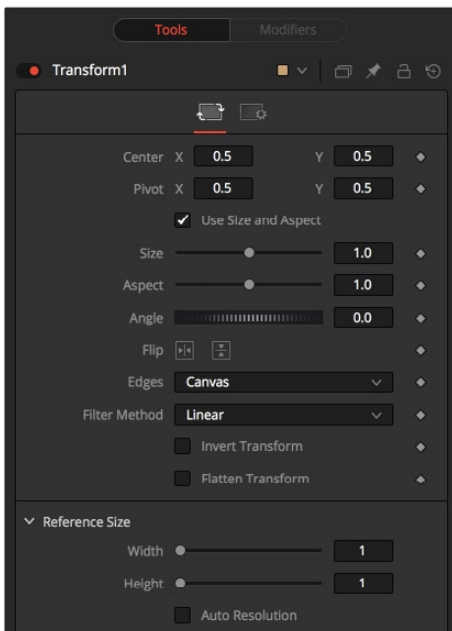 Tools Modifiers
Transform1
Center X 0.5 Y 0.5
Pivot X 0.5 Y 0.5
Use Size and Aspect
Size 1.0
Aspect 1.0
Angle 0.0
Flip
Edges Canvas
Filter Method Linear
Invert Transform
Flatten Transform
Reference Size
Width 1
Height 1
Auto Resolution